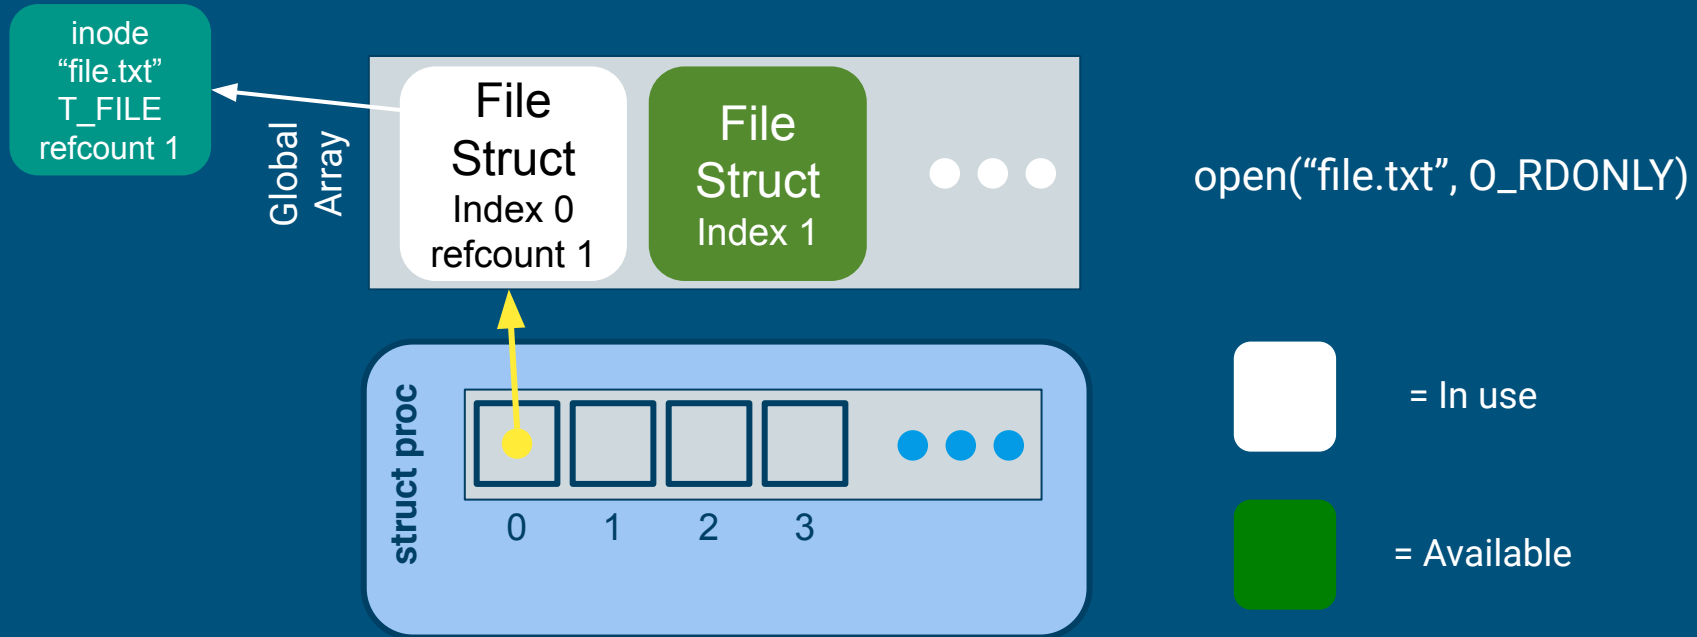 inode
“file.txt”
T_FILE
refcount 1
Global
Array
File
Struct
Index 0
refcount 1
File
Struct
Index 1
open(“file.txt”, O_RDONLY)
struct proc
0
1
2
3
= In use
= Available